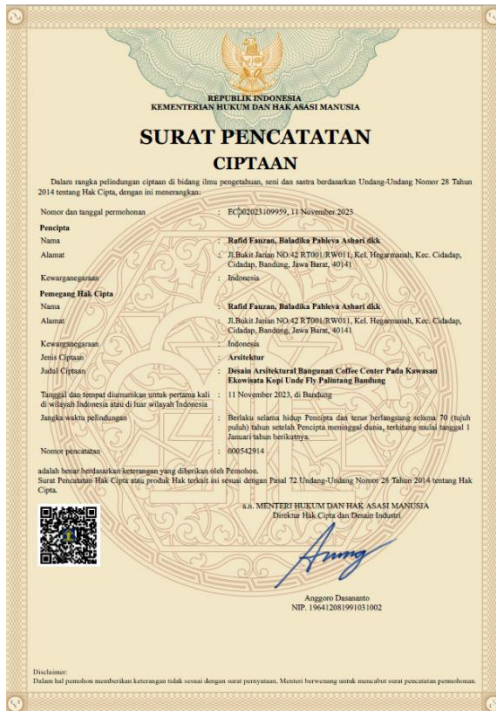 REPUBLIK INDONESIA
KEMENTERIAN HUKUM DAN HAK ASASI MANUSIA
SURAT PENCATATAN
CIPTAAN
Dalam rangka pelindungan ciptaan di bidang ilmu pengetahuan, seni dan sastra berdasarkan Undang-Undang Nomor 28 Tahun
2014 tentang Hak Cipta, dengan ini menerangkan:
Nomor dan tanggal permohonan : EC002023109959, 11 November 2023
Pencipta
Nama : Rafid Fauzan, Baladika Pahleva Ashari dkk
Alamat : Jl.Bukit Jarian NO.42 RT001/RW011, Kel. Hegarmanah, Kec. Cidadap,
Cidadap, Bandung, Jawa Barat, 40141
Kewarganegaraan : Indonesia
Pemegang Hak Cipta
Nama : Rafid Fauzan, Baladika Pahleva Ashari dkk
Alamat : Jl.Bukit Jarian NO.42 RT001/RW011, Kel. Hegarmanah, Kec. Cidadap,
Cidadap, Bandung, Jawa Barat, 40141
Kewarganegaraan : Indonesia
Jenis Ciptaan : Arsitektur
Judul Ciptaan : Desain Arsitektural Bangunan Coffee Center Pada Kawasan
Ekowisata Kopi Unde Fly Palintang Bandung
Tanggal dan tempat diumumkan untuk pertama kali : 11 November 2023, di Bandung
di wilayah Indonesia atau di luar wilayah Indonesia
Jangka waktu pelindungan : Berlaku selama hidup Pencipta dan terus berlangsung selama 70 (tujuh
puluh) tahun setelah Pencipta meninggal dunia, terhitung mulai tanggal 1
Januari tahun berikutnya.
Nomor pencatatan : 000542914
adalah benar berdasarkan keterangan yang diberikan oleh Pemohon.
Surat Pencatatan Hak Cipta atau produk Hak terkait ini sesuai dengan Pasal 72 Undang-Undang Nomor 28 Tahun 2014 tentang Hak
Cipta.
a.n. MENTERI HUKUM DAN HAK ASASI MANUSIA
Direktur Hak Cipta dan Desain Industri
Anggoro Dasananto
NIP. 196412081991031002
Disclaimer:
Dalam hal pemohon memberikan keterangan tidak sesuai dengan surat pernyataan, Menteri berwenang untuk mencabut surat pencatatan permohonan.